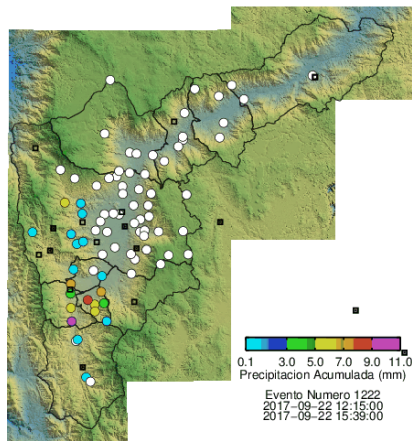 0.1 3.0 5.0 7.0 9.0 11.0
Precipitacion Acumulada (mm)
Evento Numero 1222
2017-09-22 12:15:00
2017-09-22 15:39:00